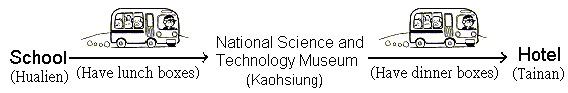 School
(Hualien)
(Have lunch boxes)
National Science and
Technology Museum
(Kaohsiung)
(Have dinner boxes)
Hotel
(Tainan)